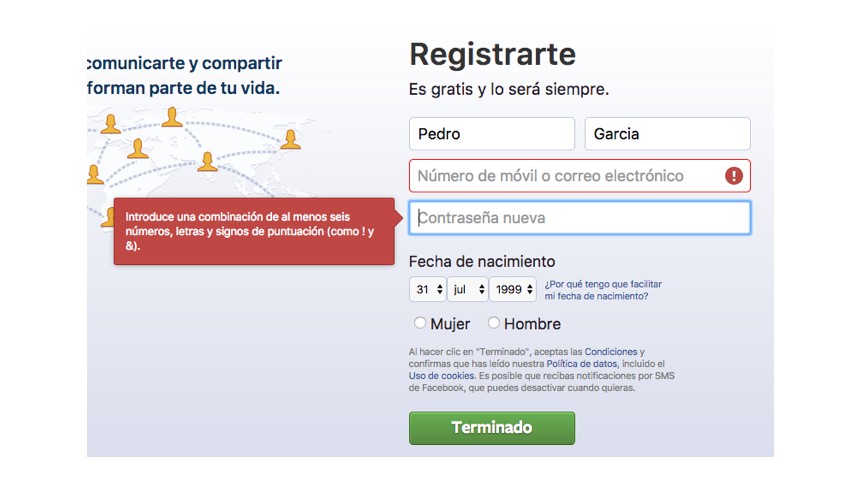 comunicarte y compartir
forman parte de tu vida.
Registrarte
Es gratis y lo será siempre.
Pedro
Garcia
Número de móvil o correo electrónico
!
Contraseña nueva
Introduce una combinación de al menos seis
números, letras y signos de puntuación (como ! y
&).
Fecha de nacimiento
31 jul 1999
¿Por qué tengo que facilitar
mi fecha de nacimiento?
Mujer Hombre
Al hacer clic en "Terminado", aceptas las Condiciones y
confirmas que has leído nuestra Política de datos, incluido el
Uso de cookies. Es posible que recibas notificaciones por SMS
de Facebook, que puedes desactivar cuando quieras.
Terminado